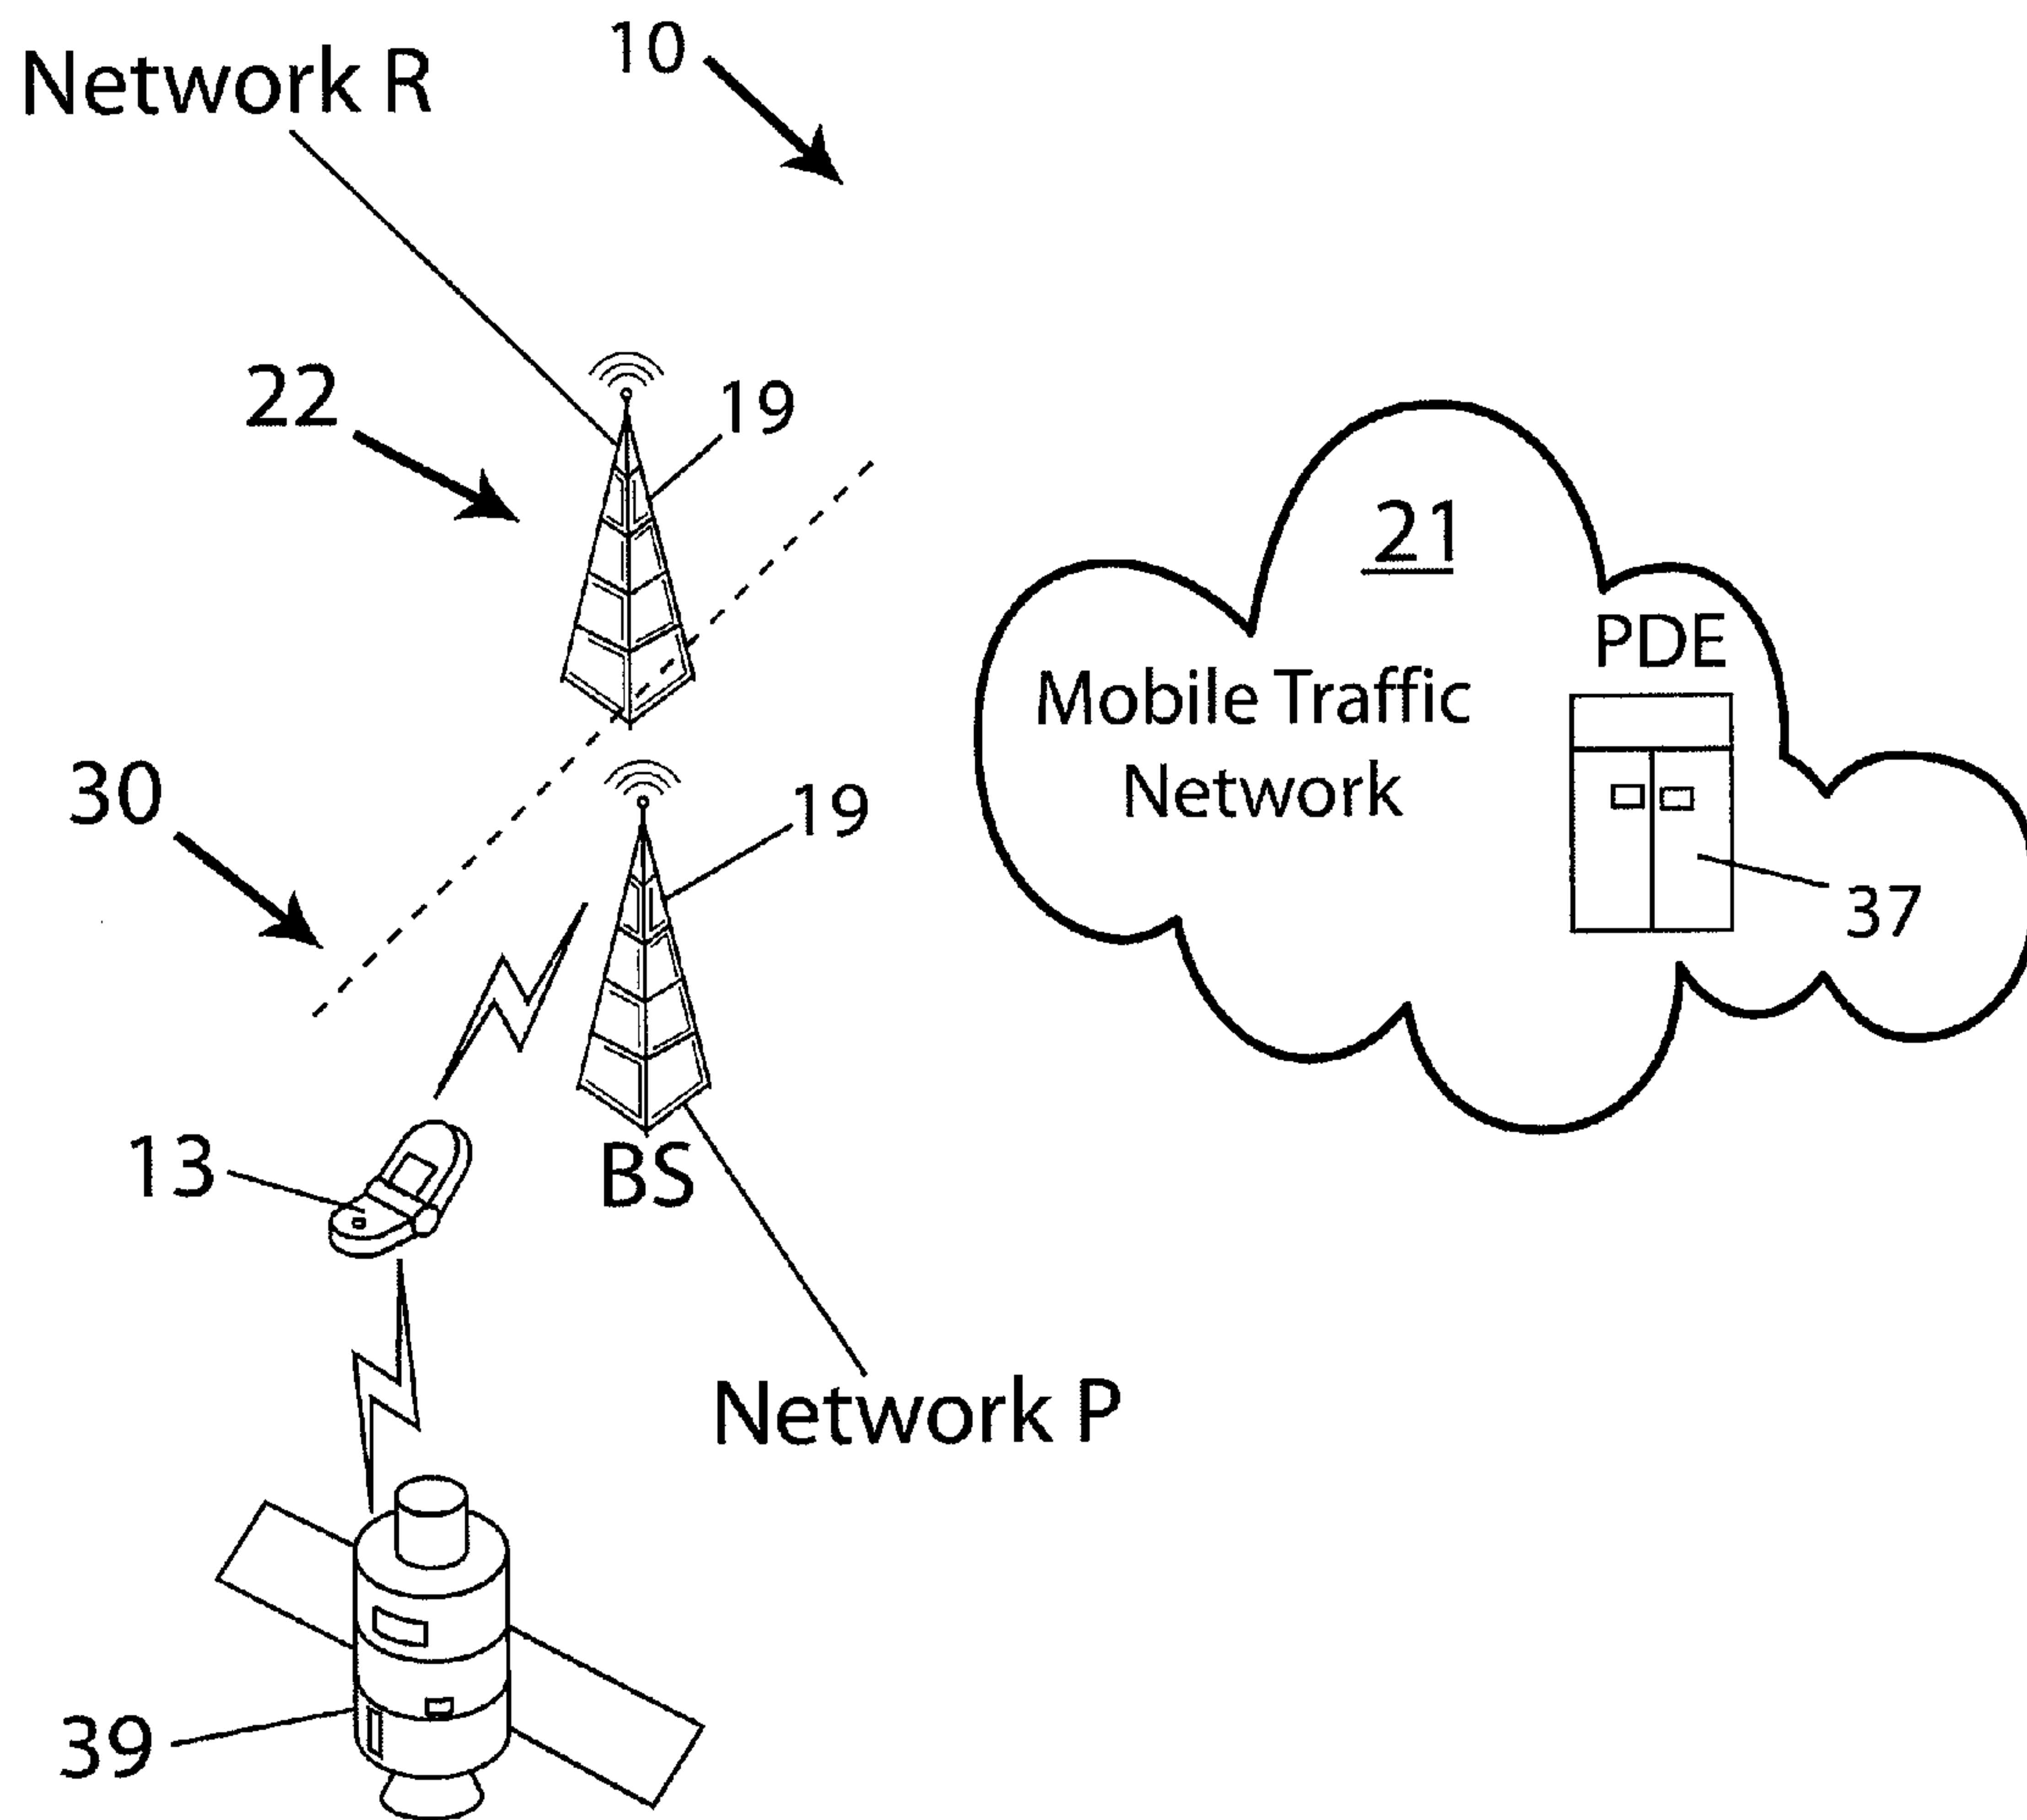 10
Network R
22
19
21
PDE
Mobile Traffic
Network
30
19
37
13
BS
Network P
39